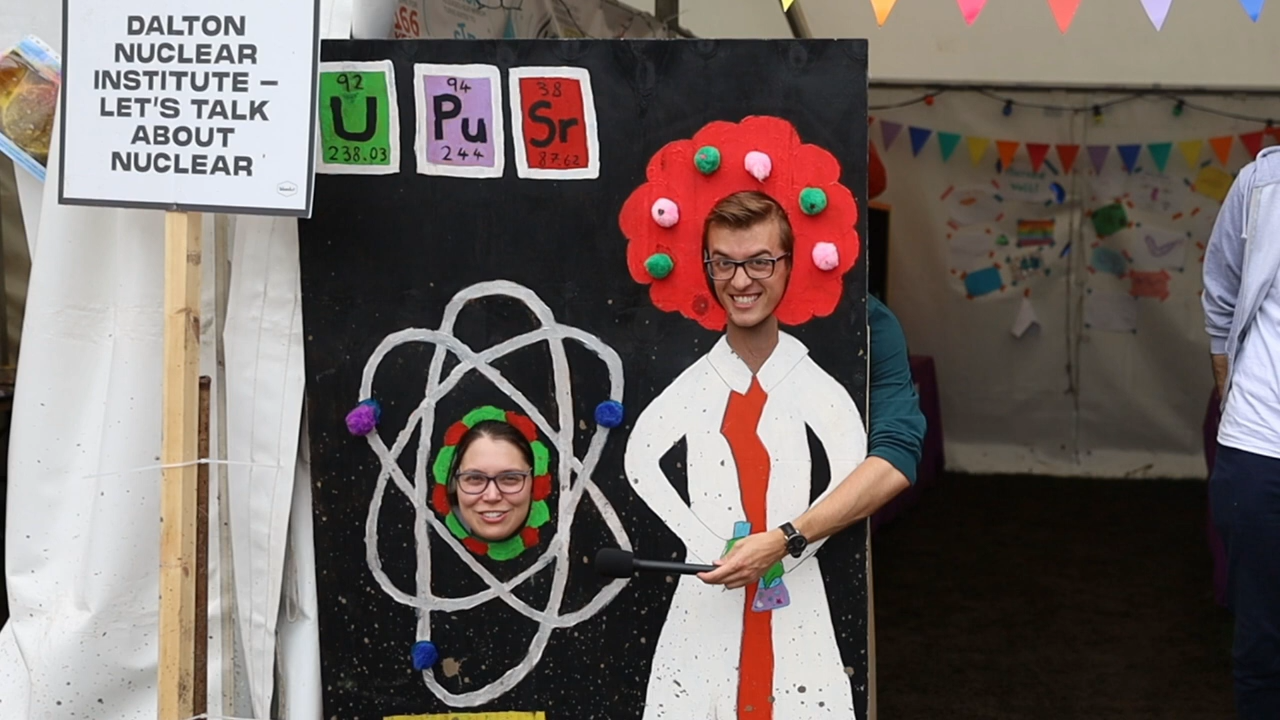 DALTON
NUCLEAR
INSTITUTE –
LET'S TALK
ABOUT
NUCLEAR
92
U
238.03
94
Pu
244
38
Sr
87.62